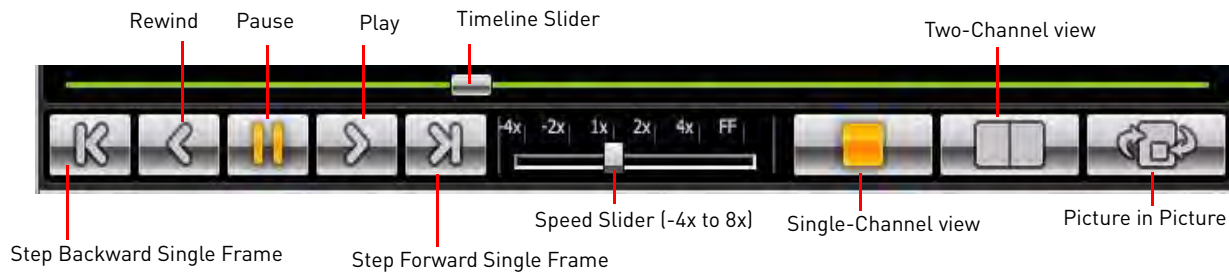 Rewind Pause Play Timeline Slider
Two-Channel view
-4x -2x 1x 2x 4x FF
Speed Slider (-4x to 8x) Single-Channel view Picture in Picture
Step Backward Single Frame Step Forward Single Frame